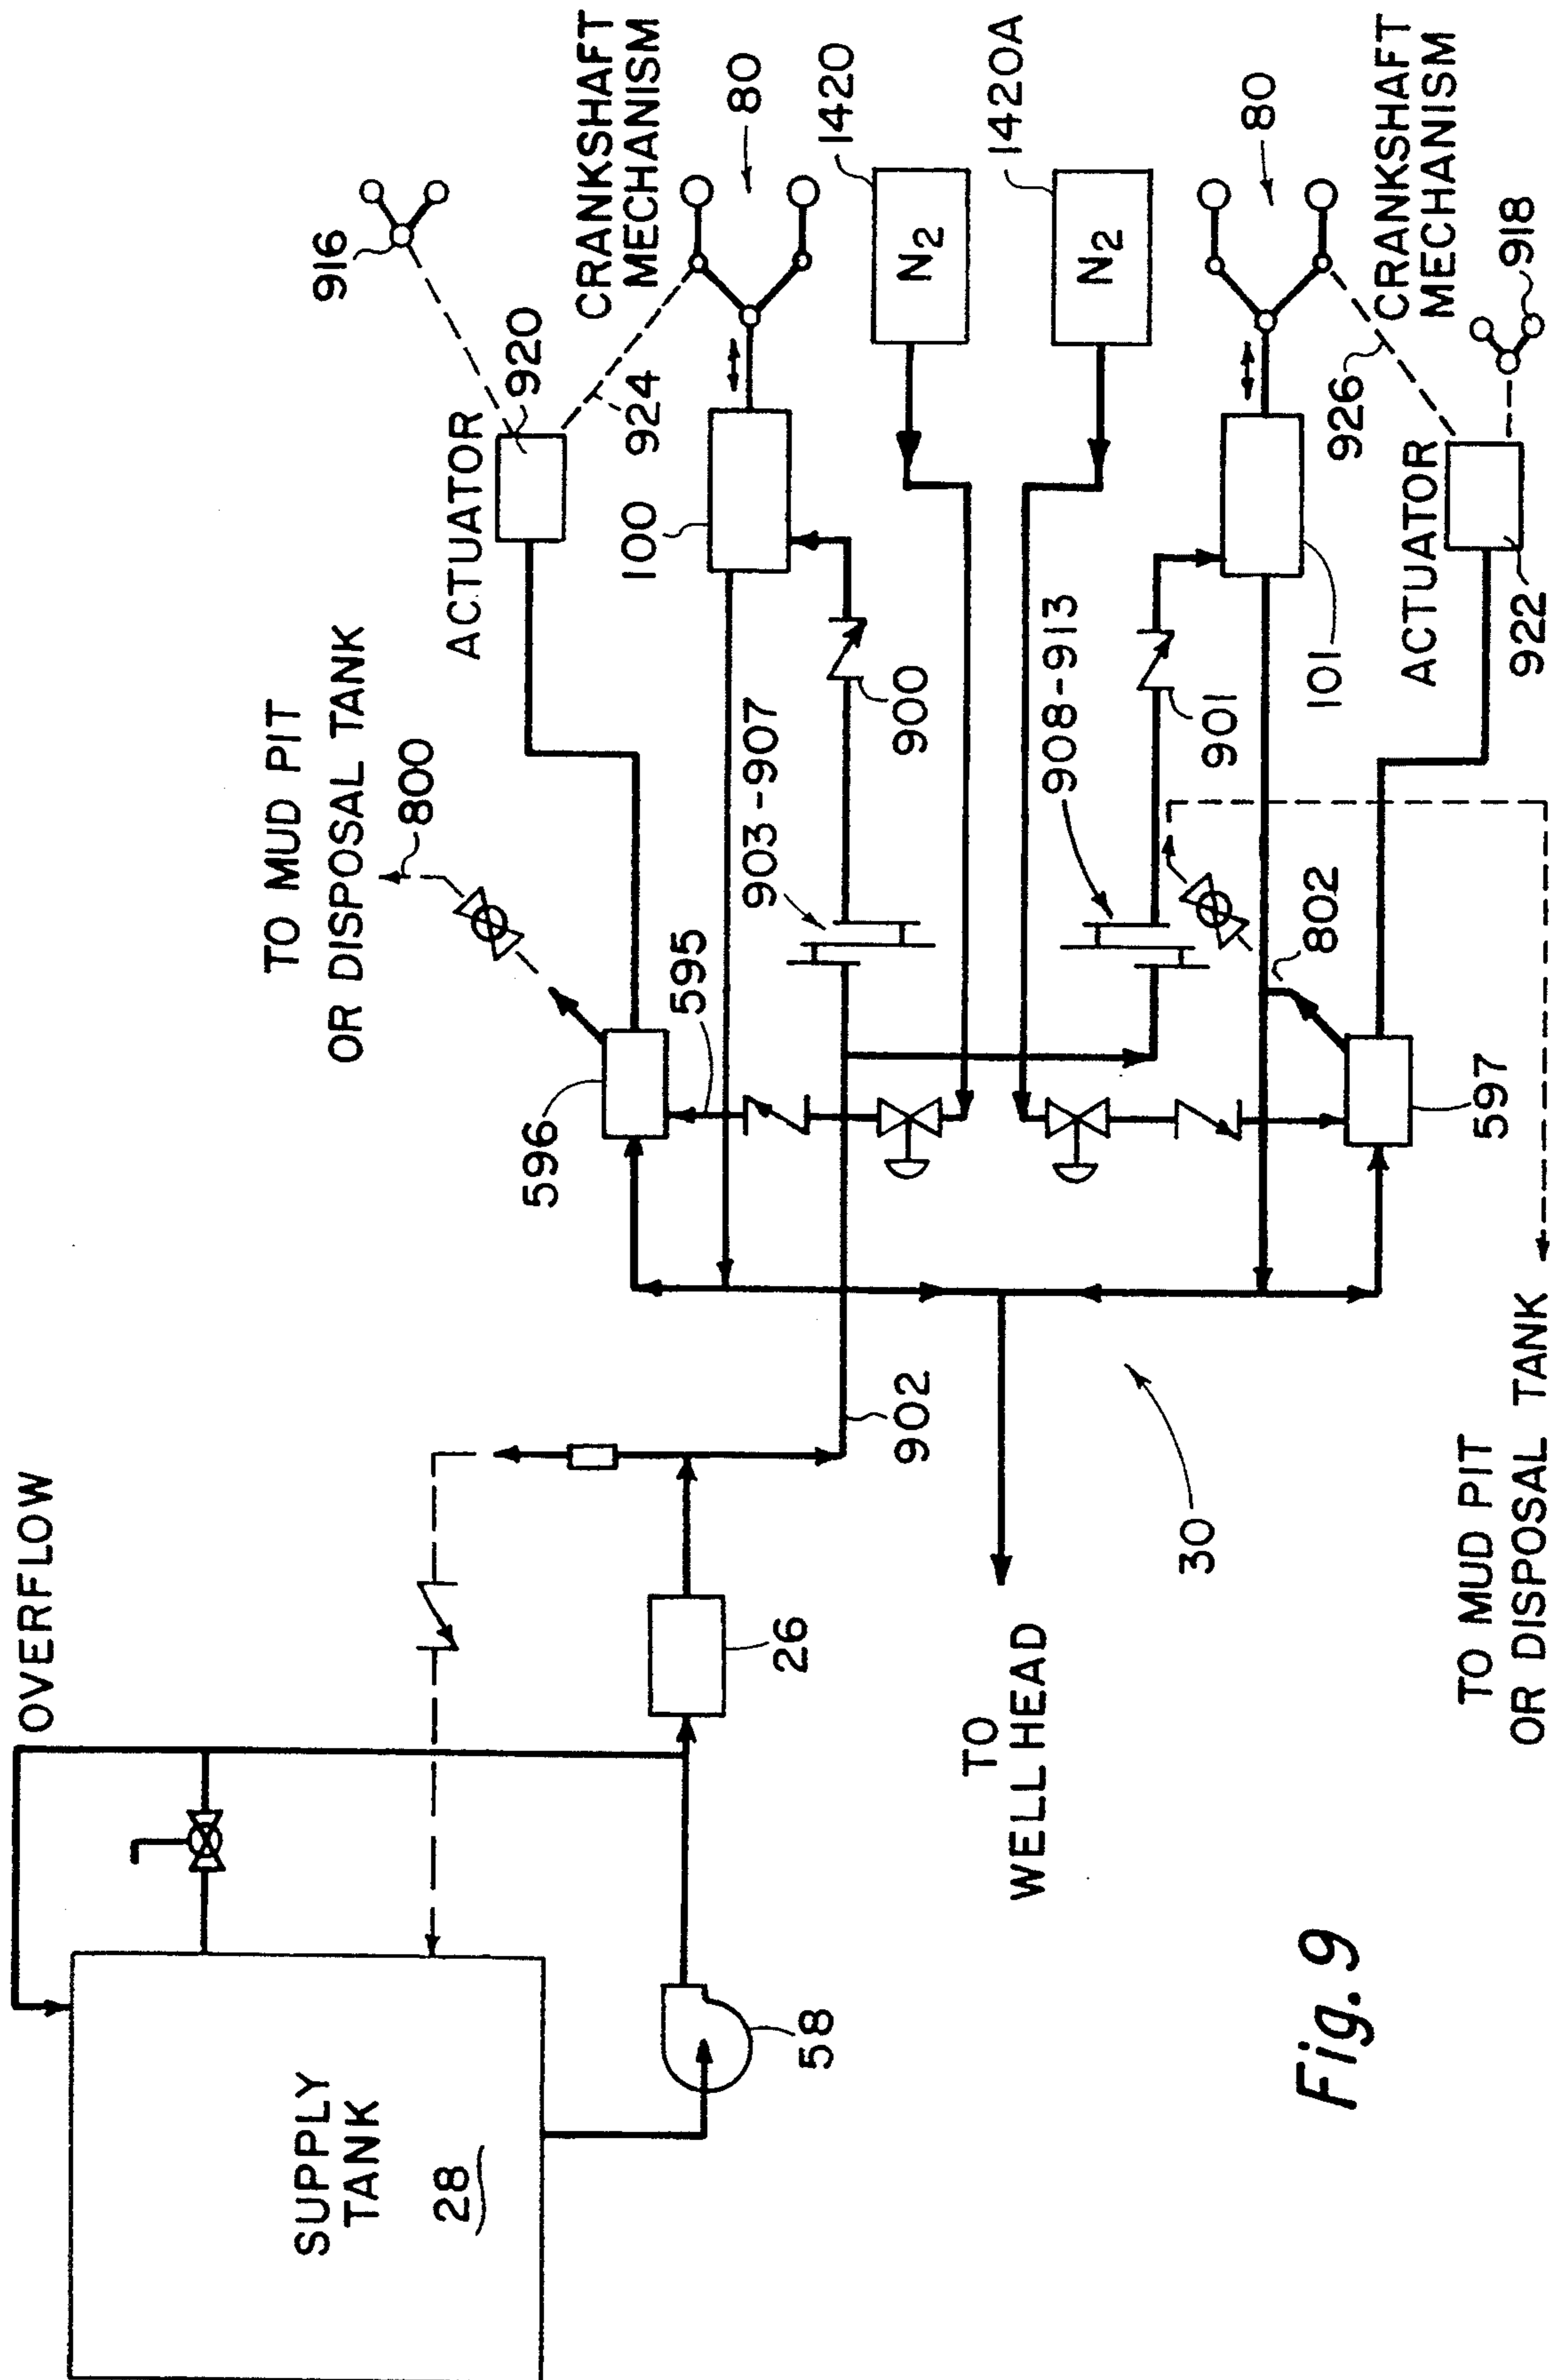 OVERFLOW
SUPPLY
TANK
28
58
26
902
TO
WELLHEAD
30
TO MUD PIT
OR DISPOSAL TANK
800
596
595
ACTUATOR
920
916
924
100
CRANKSHAFT
MECHANISM
80
903-907
900
N2
1420
N2
1420A
908-913
901
101
80
CRANKSHAFT
MECHANISM
926
918
ACTUATOR
922
802
597
TO MUD PIT
OR DISPOSAL TANK
Fig. 9